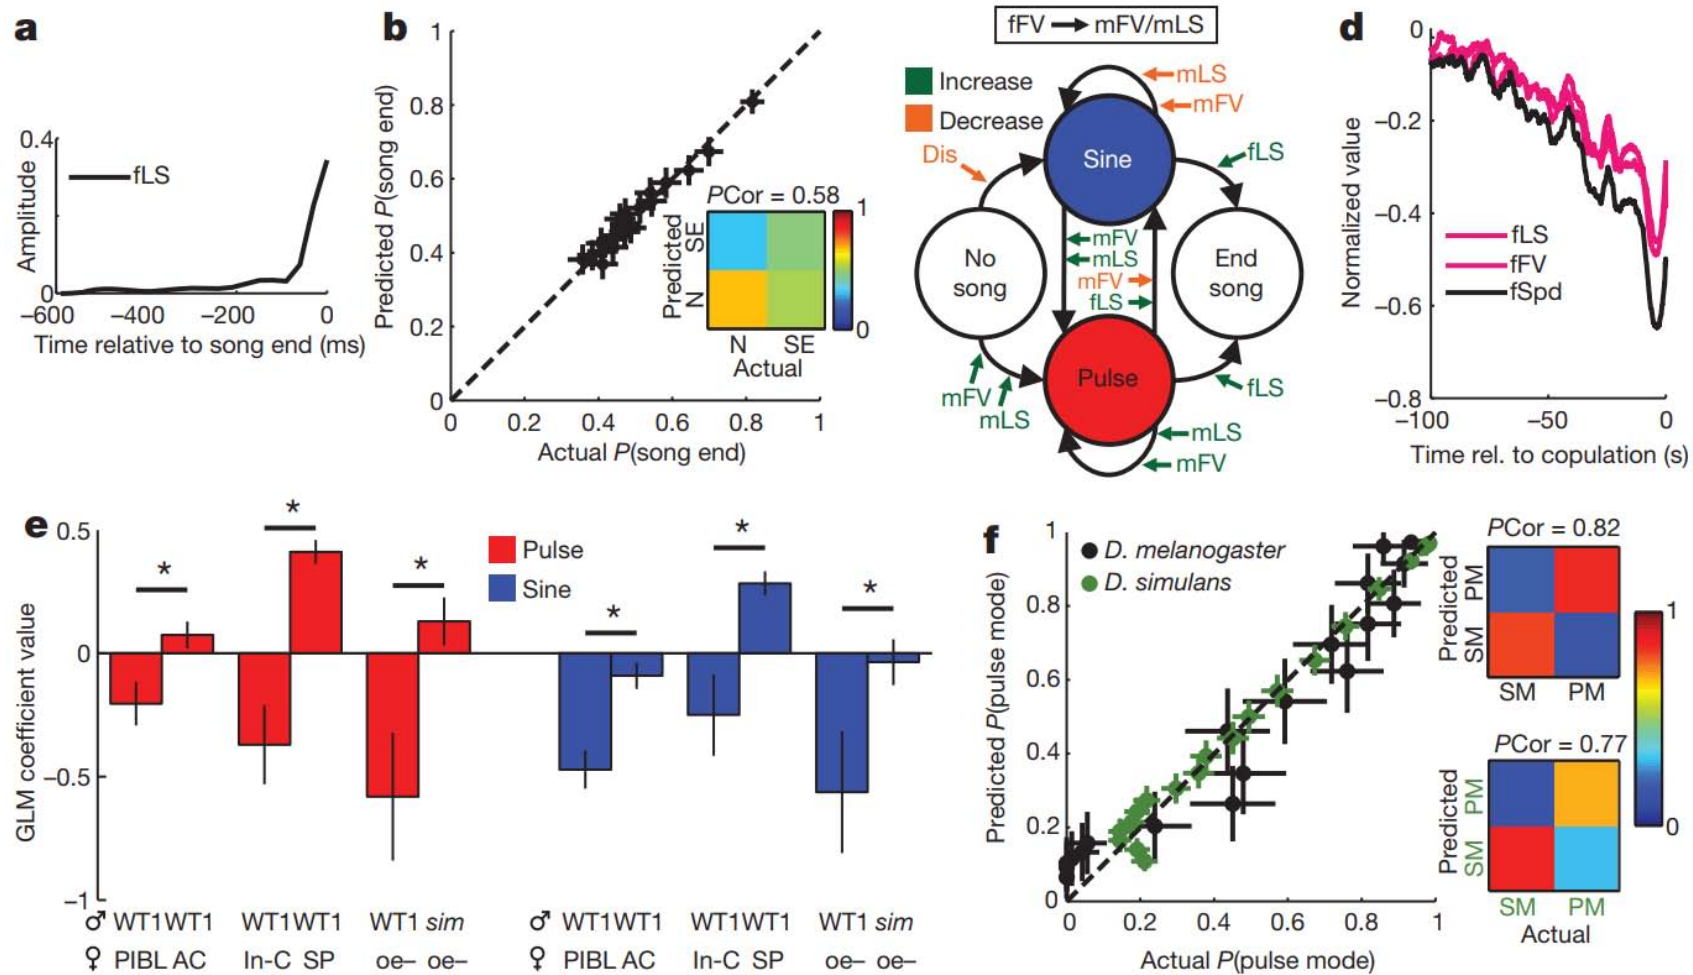 a
0.4
Amplitude
fLS
0
−600
−400
−200
0
Time relative to song end (ms)
b
1
0.8
0.6
0.4
0.2
0
Predicted P(song end)
0
0.2
0.4
0.6
0.8
1
Actual P(song end)
PCor = 0.58
Predicted
SE
N
N
SE
Actual
1
0
fFV mFV/mLS
Increase
Decrease
mLS
mFV
Dis
Sine
fLS
No
song
mFV
mLS
mFV
fLS
End
song
Pulse
mFV
mLS
fLS
mLS
mFV
d
0
−0.2
−0.4
−0.6
−0.8
Normalized value
fLS
fFV
fSpd
−100
−50
0
Time rel. to copulation (s)
e
0.5
0
−0.5
−1
GLM coefficient value
*
*
*
Pulse
Sine
*
*
*
♂ WT1WT1 WT1WT1 WT1 sim WT1WT1 WT1WT1 WT1 sim
♀ PIBL AC In-C SP oe– oe– PIBL AC In-C SP oe– oe–
f
1
0.8
0.6
0.4
0.2
0
Predicted P(pulse mode)
D. melanogaster
D. simulans
0
0.2
0.4
0.6
0.8
1
Actual P(pulse mode)
PCor = 0.82
Predicted
PM
SM
SM
PM
PCor = 0.77
Predicted
PM
SM
SM
PM
Actual
1
0